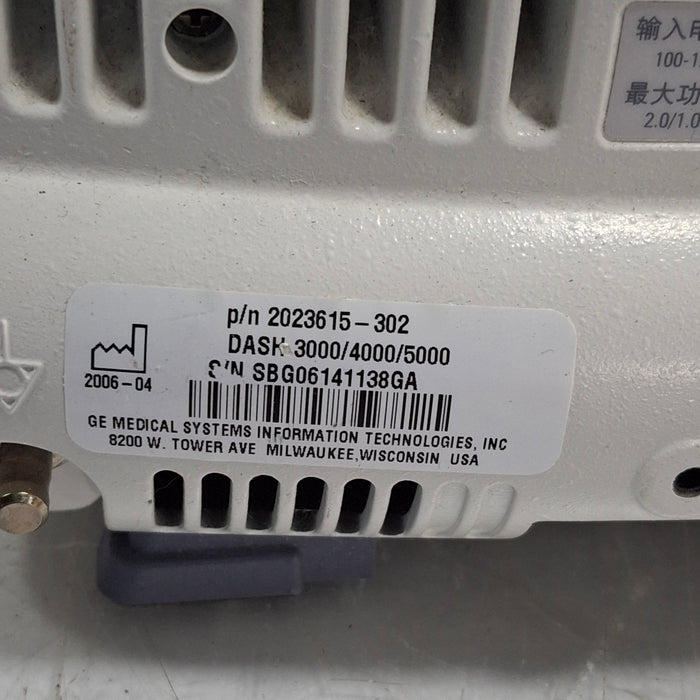 输入电
100-1
最大功
2.0/1.0
p/n 2023615-302
DASH 3000/4000/5000
S/N SBG06141138GA
2006-04
GE MEDICAL SYSTEMS INFORMATION TECHNOLOGIES, INC
8200 W. TOWER AVE MILWAUKEE, WISCONSIN USA